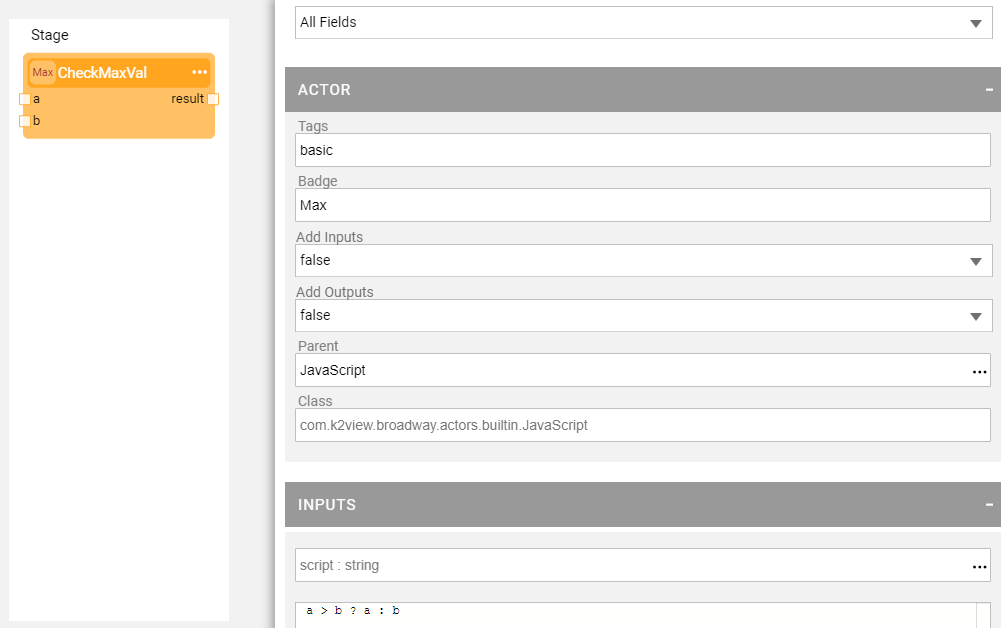 Stage
Max CheckMaxVal ...
a result
b
All Fields
ACTOR -
Tags
basic
Badge
Max
Add Inputs
false
Add Outputs
false
Parent
JavaScript ...
Class
com.k2view.broadway.actors.builtin.JavaScript
INPUTS -
script : string ...
a > b ? a : b